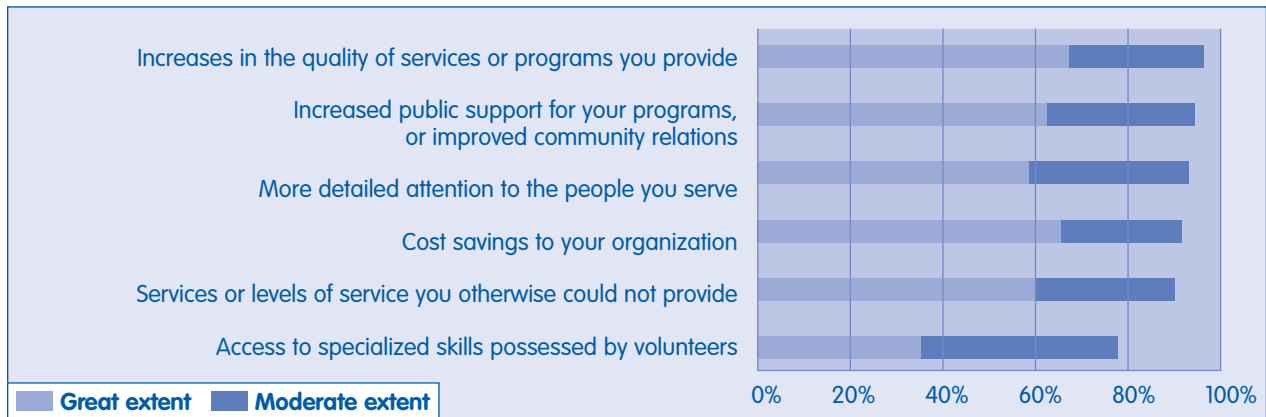 Increases in the quality of services or programs you provide
Increased public support for your programs,
or improved community relations
More detailed attention to the people you serve
Cost savings to your organization
Services or levels of service you otherwise could not provide
Access to specialized skills possessed by volunteers
Great extent Moderate extent
0% 20% 40% 60% 80% 100%